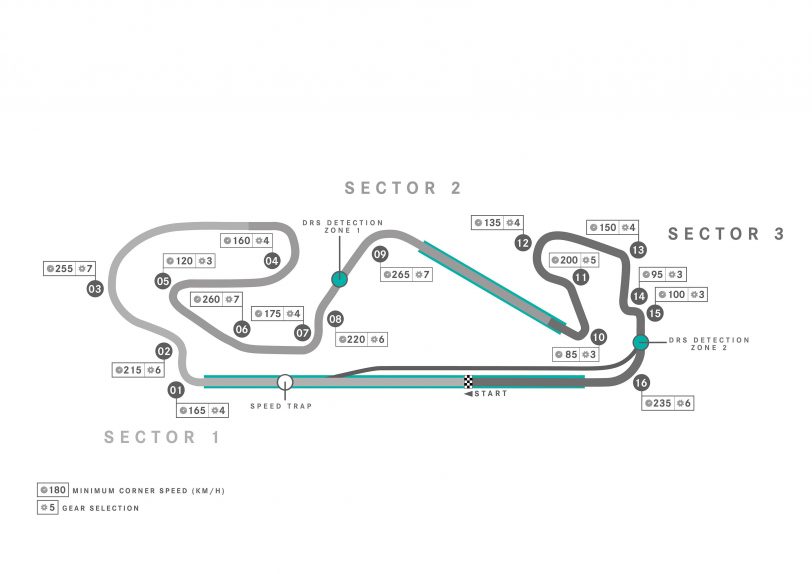 SECTOR 2
DRS DETECTION
ZONE 1
135 4
12
150 4
13
SECTOR 3
160 4
04
120 3
05
255 7
03
09
265 7
200 5
11
95 3
14
100 3
15
260 7
06
175 4
07
08
220 6
10
85 3
DRS DETECTION
ZONE 2
02
215 6
01
165 4
SPEED TRAP
START
16
235 6
SECTOR 1
180 MINIMUM CORNER SPEED (KM/H)
5 GEAR SELECTION